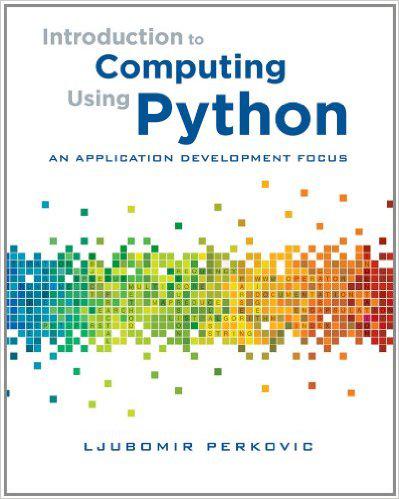 Introduction to
Computing
Using Python
AN APPLICATION DEVELOPMENT FOCUS
LJUBOMIR PERKOVIC